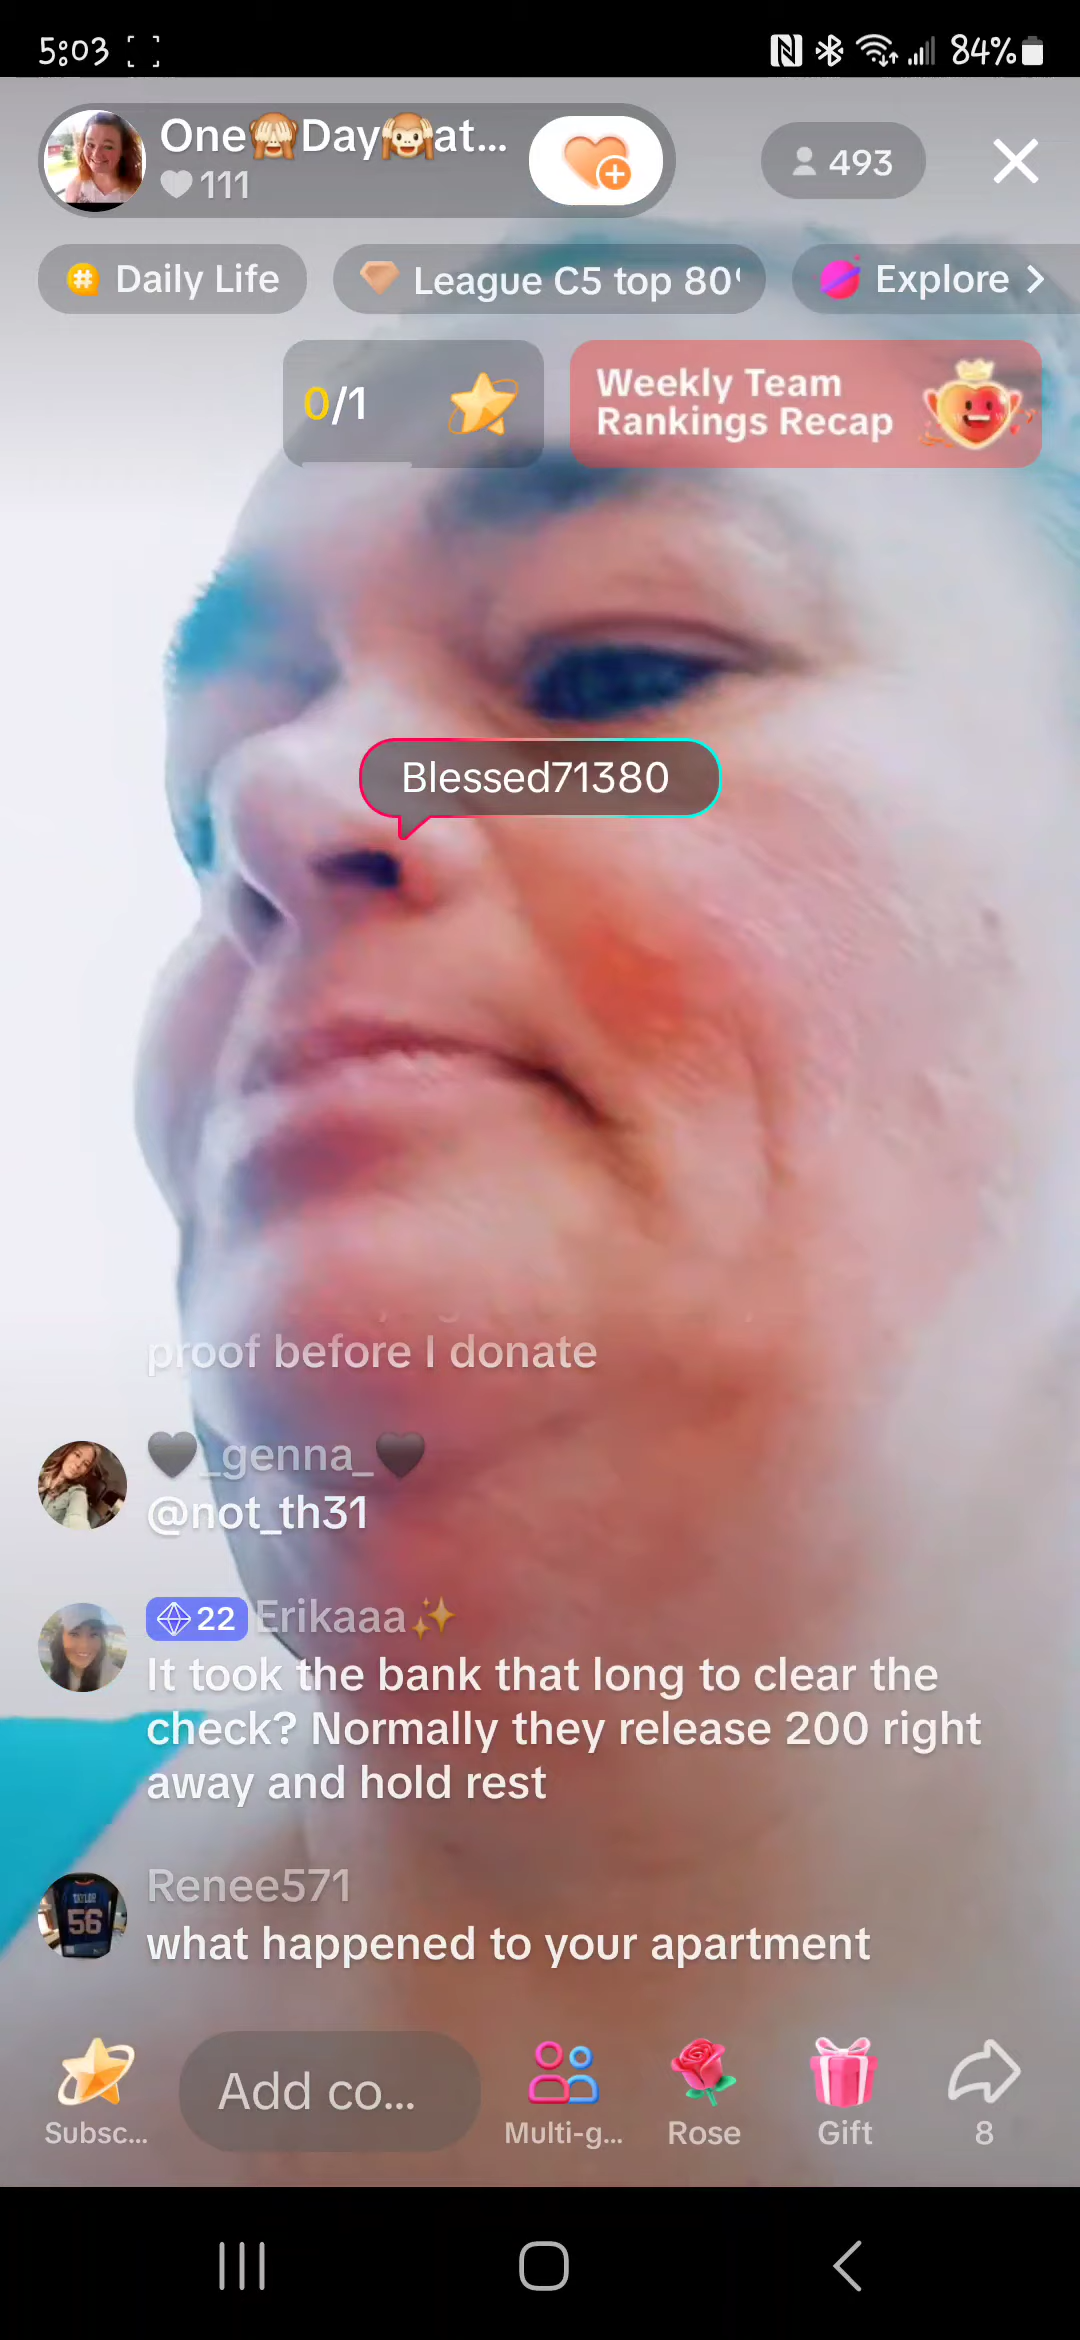 5:03
84%
One🙈Day🙉at...
111
493
Daily Life
League C5 top 80
Explore >
0/1
Weekly Team
Rankings Recap
Blessed71380
proof before I donate
🖤_genna_🖤
@not_th31
22 Erikaaa✨
It took the bank that long to clear the
check? Normally they release 200 right
away and hold rest
TAYLOR
56
Renee571
what happened to your apartment
Subsc...
Add co...
Multi-g...
Rose
Gift
8